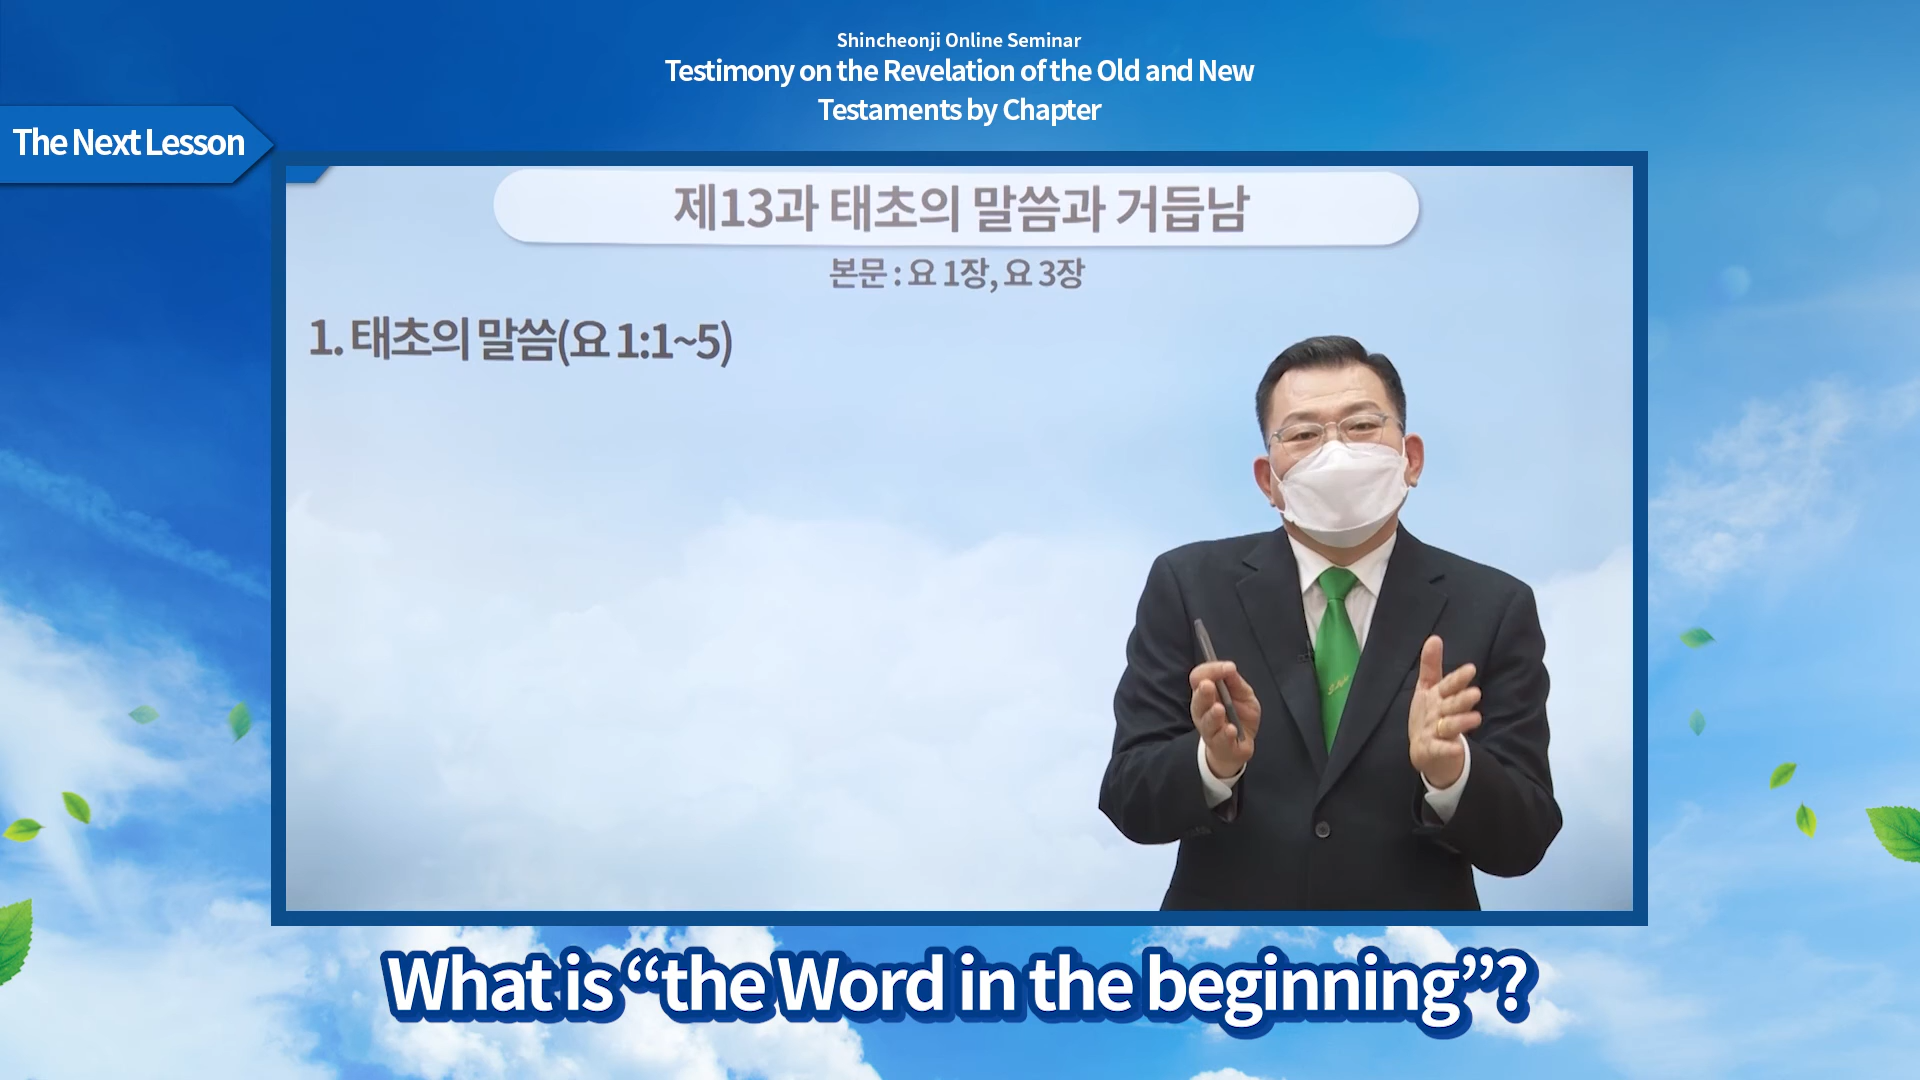 Shincheonji Online Seminar
Testimony on the Revelation of the Old and New
Testaments by Chapter
The Next Lesson
제13과 태초의 말씀과 거듭남
본문 : 요 1장, 요 3장
1. 태초의 말씀(요 1:1~5)
What is “the Word in the beginning”?